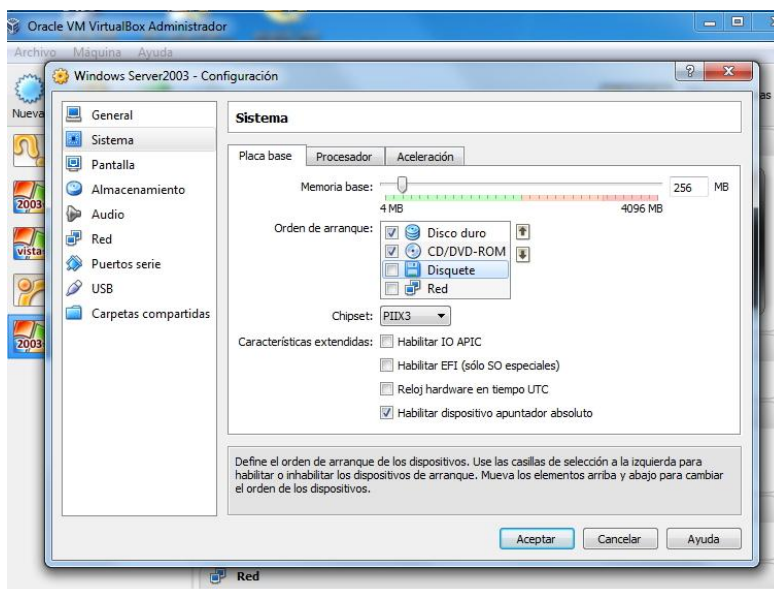 Oracle VM VirtualBox Administrador
Archivo Máquina Ayuda
Windows Server2003 - Configuración
Nueva
General
Sistema
Pantalla
Almacenamiento
Audio
Red
Puertos serie
USB
Carpetas compartidas
Sistema
Placa base Procesador Aceleración
Memoria base: 256 MB
4 MB 4096 MB
Orden de arranque: Disco duro
CD/DVD-ROM
Disquete
Red
Chipset: PIIX3
Características extendidas: Habilitar IO APIC
Habilitar EFI (sólo SO especiales)
Reloj hardware en tiempo UTC
Habilitar dispositivo apuntador absoluto
Define el orden de arranque de los dispositivos. Use las casillas de selección a la izquierda para
habilitar o inhabilitar los dispositivos de arranque. Mueva los elementos arriba y abajo para cambiar
el orden de los dispositivos.
Aceptar Cancelar Ayuda
2003
vista
2003
Red